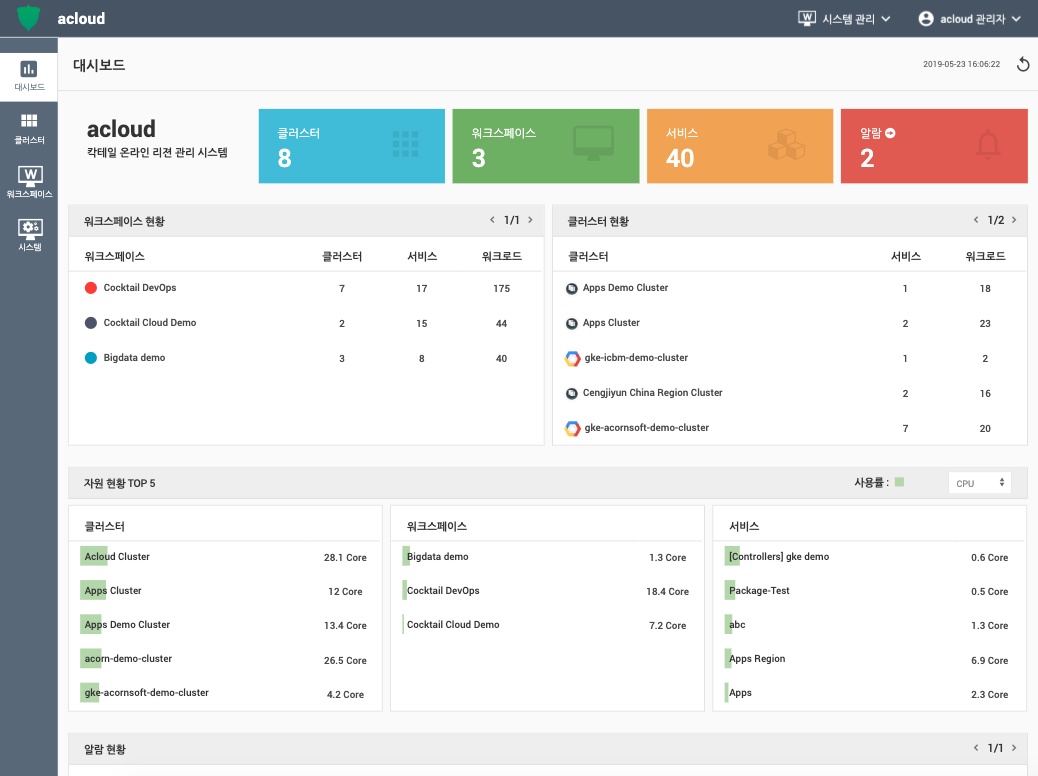 acloud
W 시스템 관리
acloud 관리자
대시보드
클러스터
W
워크스페이스
시스템
대시보드
2019-05-23 16:06:22
acloud
칵테일 온라인 리젼 관리 시스템
클러스터
8
워크스페이스
3
서비스
40
알람
2
워크스페이스 현황
1/1
워크스페이스 클러스터 서비스 워크로드
Cocktail DevOps 7 17 175
Cocktail Cloud Demo 2 15 44
Bigdata demo 3 8 40
클러스터 현황
1/2
클러스터 서비스 워크로드
Apps Demo Cluster 1 18
Apps Cluster 2 23
gke-icbm-demo-cluster 1 2
Cengjiyun China Region Cluster 2 16
gke-acornsoft-demo-cluster 7 20
자원 현황 TOP 5
사용률 :
CPU
클러스터
Acloud Cluster 28.1 Core
Apps Cluster 12 Core
Apps Demo Cluster 13.4 Core
acorn-demo-cluster 26.5 Core
gke-acornsoft-demo-cluster 4.2 Core
워크스페이스
Bigdata demo 1.3 Core
Cocktail DevOps 18.4 Core
Cocktail Cloud Demo 7.2 Core
서비스
[Controllers] gke demo 0.6 Core
Package-Test 0.5 Core
abc 1.3 Core
Apps Region 6.9 Core
Apps 2.3 Core
알람 현황
1/1